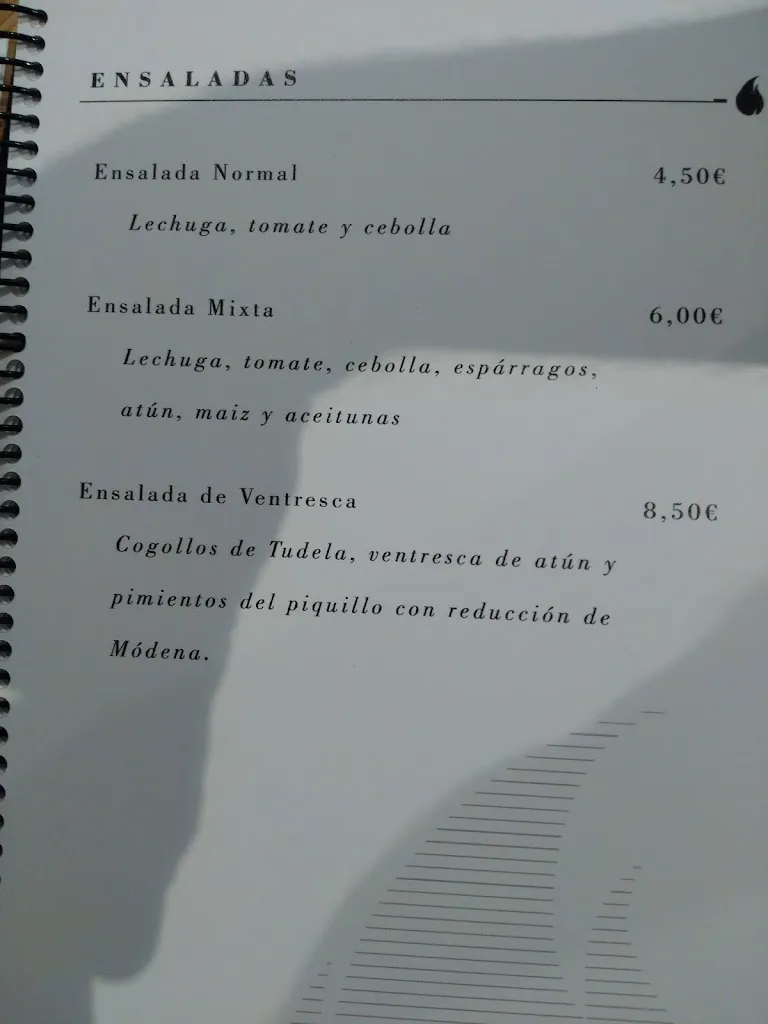 ENSALADAS
Ensalada Normal 4,50€
Lechuga, tomate y cebolla
Ensalada Mixta 6,00€
Lechuga, tomate, cebolla, espárragos,
atún, maiz y aceitunas
Ensalada de Ventresca 8,50€
Cogollos de Tudela, ventresca de atún y
pimientos del piquillo con reducción de
Módena.